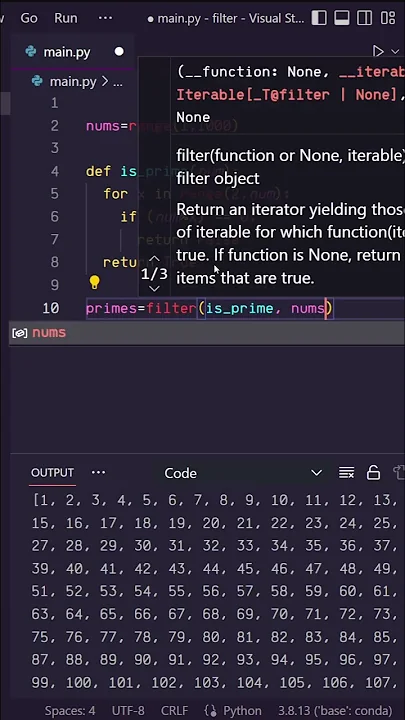 Go Run ··· ● main.py - filter - Visual St...
main.py ●
main.py > ...
(__function: None, __iterab
Iterable[_T@filter | None],
None
filter(function or None, iterable)
filter object
Return an iterator yielding thos
of iterable for which function(it
true. If function is None, return
items that are true.
1/3
1
2 nums=range(1,1000)
3
4 def is_prime
5 for x in range(2,num):
6 if (num
7 return False
8 return
9
10 primes=filter(is_prime, nums)
nums
OUTPUT ··· Code
[1, 2, 3, 4, 5, 6, 7, 8, 9, 10, 11, 12, 13,
15, 16, 17, 18, 19, 20, 21, 22, 23, 24, 25,
27, 28, 29, 30, 31, 32, 33, 34, 35, 36, 37,
39, 40, 41, 42, 43, 44, 45, 46, 47, 48, 49,
51, 52, 53, 54, 55, 56, 57, 58, 59, 60, 61,
63, 64, 65, 66, 67, 68, 69, 70, 71, 72, 73,
75, 76, 77, 78, 79, 80, 81, 82, 83, 84, 85,
87, 88, 89, 90, 91, 92, 93, 94, 95, 96, 97,
99, 100, 101, 102, 103, 104, 105, 106, 107,
Spaces: 4 UTF-8 CRLF Python 3.8.13 ('base': conda)